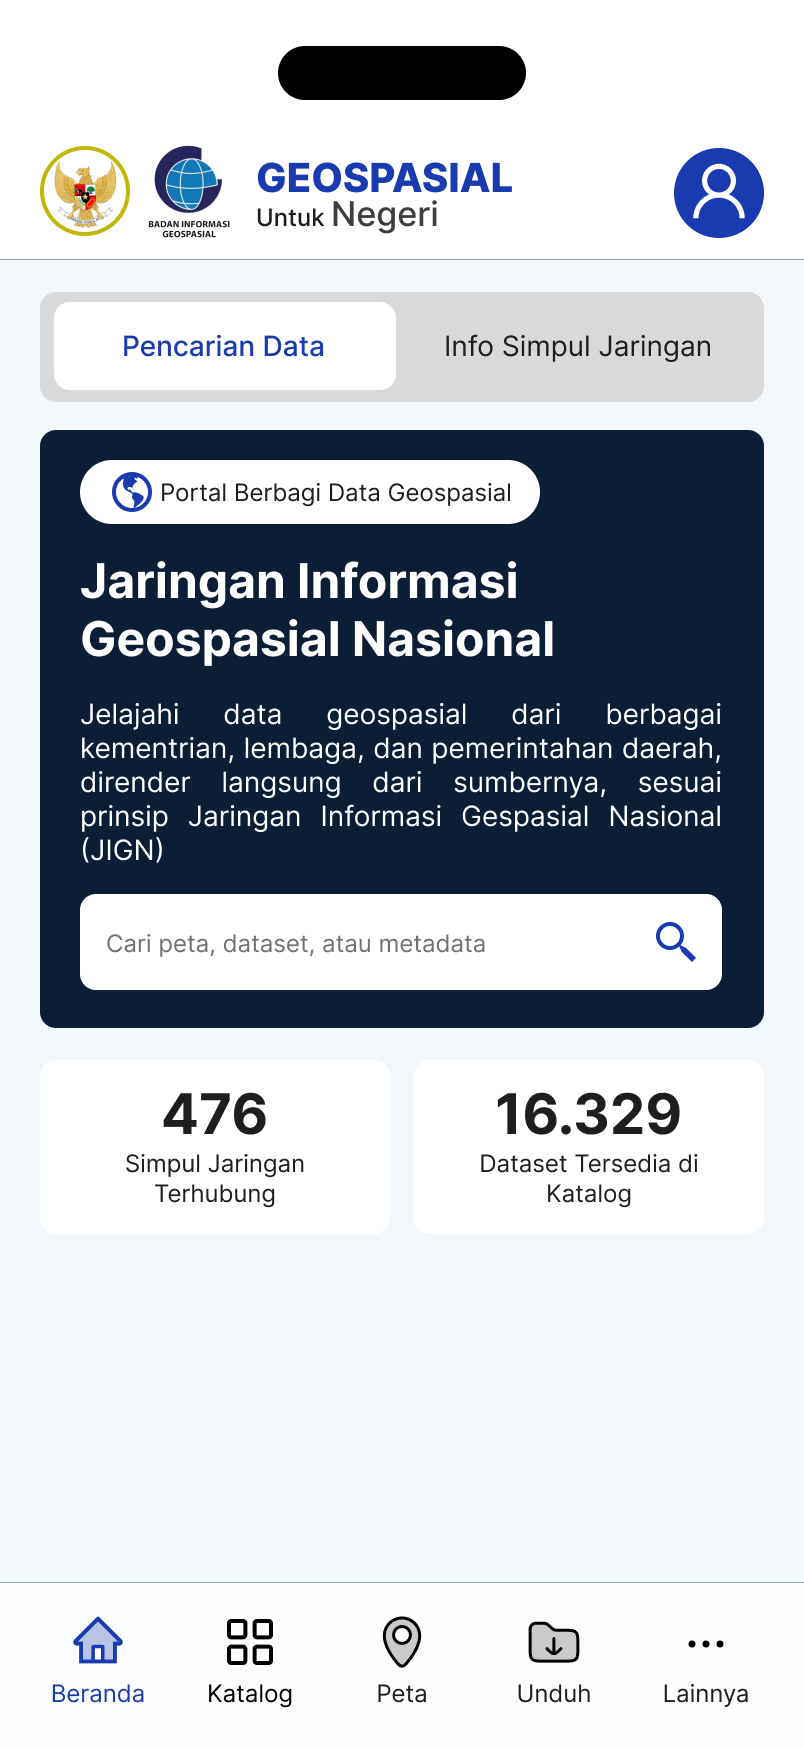 BADAN INFORMASI
GEOSPASIAL
GEOSPASIAL
Untuk Negeri
Pencarian Data
Info Simpul Jaringan
Portal Berbagi Data Geospasial
Jaringan Informasi
Geospasial Nasional
Jelajahi data geospasial dari berbagai
kementrian, lembaga, dan pemerintahan daerah,
dirender langsung dari sumbernya, sesuai
prinsip Jaringan Informasi Gespasial Nasional
(JIGN)
Cari peta, dataset, atau metadata
476
Simpul Jaringan
Terhubung
16.329
Dataset Tersedia di
Katalog
Beranda
Katalog
Peta
Unduh
Lainnya